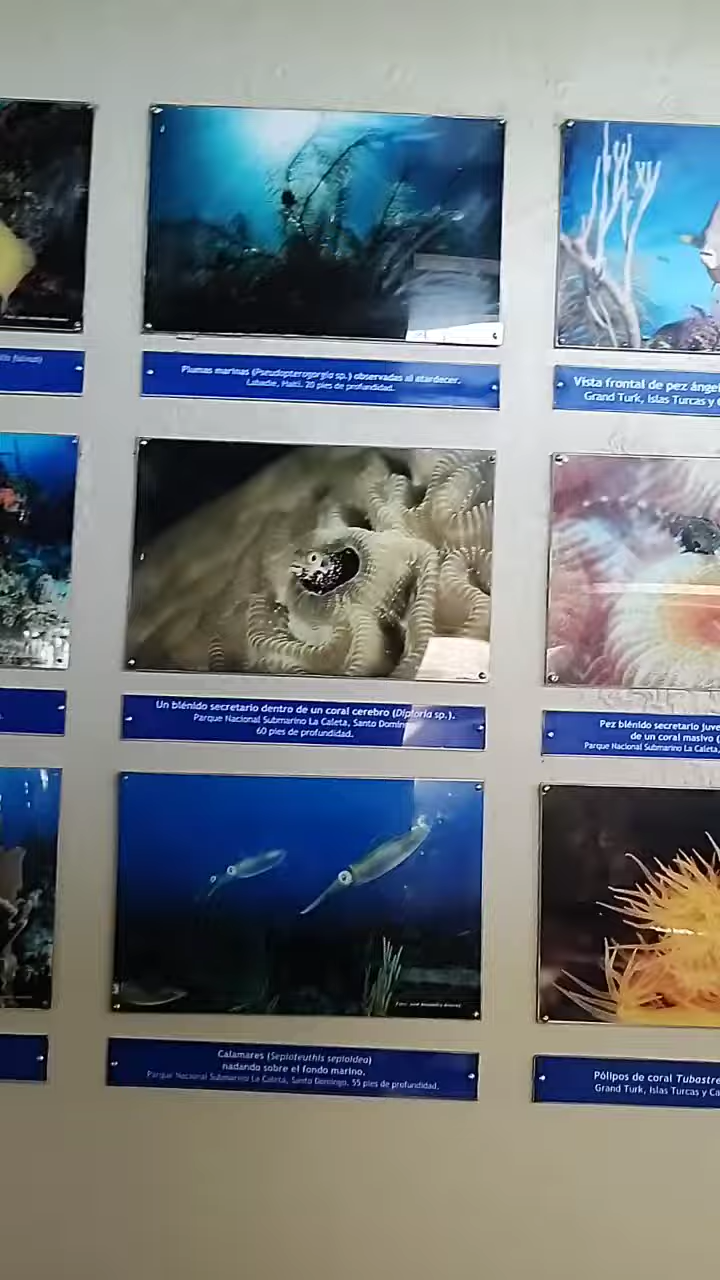 Plumas marinas (Pseudopterogorgia sp.) observadas al atardecer.
Labadie, Haití. 20 pies de profundidad.
Vista frontal de pez ánge
Grand Turk, Islas Turcas y
Un blénido secretario dentro de un coral cerebro (Diploria sp.).
Parque Nacional Submarino La Caleta, Santo Domin
60 pies de profundidad.
Pez blénido secretario juve
de un coral masivo (
Parque Nacional Submarino La Caleta,
Calamares (Sepioteuthis sepioidea)
nadando sobre el fondo marino.
Parque Nacional Submarino La Caleta, Santo Domingo. 55 pies de profundidad.
Pólipos de coral Tubastre
Grand Turk, Islas Turcas y Ca